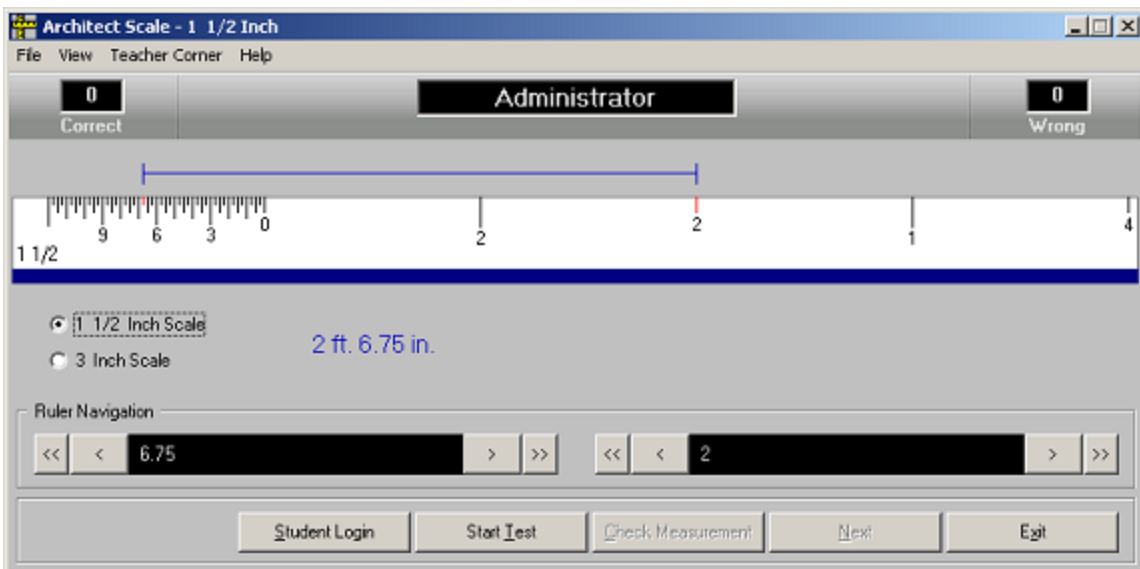 Architect Scale - 1 1/2 Inch
File View Teacher Corner Help
0 Administrator 0
Correct Wrong
9 6 3 0 2 2 1 4
1 1/2
1 1/2 Inch Scale
3 Inch Scale
2 ft. 6.75 in.
Ruler Navigation
<< < 6.75 > >> << < 2 > >>
Student Login Start Test Check Measurement Next Exit